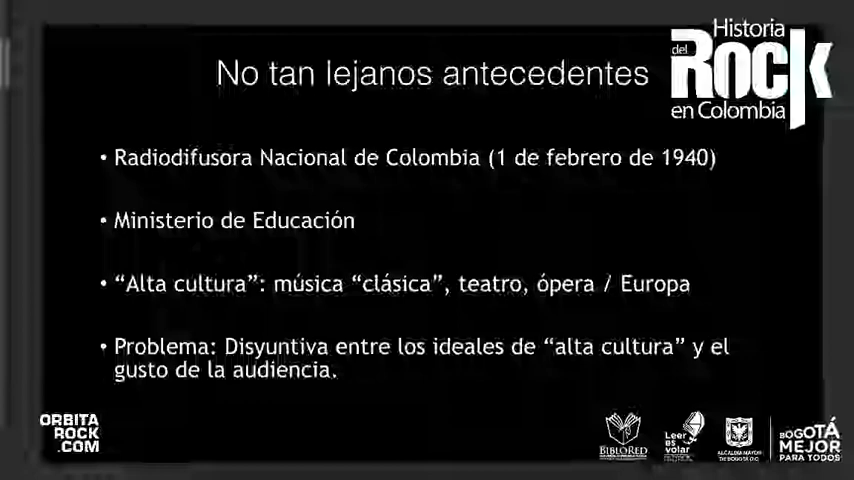 Historia
del
Rock
en Colombia
No tan lejanos antecedentes
• Radiodifusora Nacional de Colombia (1 de febrero de 1940)
• Ministerio de Educación
• “Alta cultura”: música “clásica”, teatro, ópera / Europa
• Problema: Disyuntiva entre los ideales de “alta cultura” y el
gusto de la audiencia.
ORBITA
ROCK
.COM
BIBLORED
Leer
es
volar
ALCALDÍA MAYOR
DE BOGOTÁ D.C.
BOGOTÁ
MEJOR
PARA TODOS